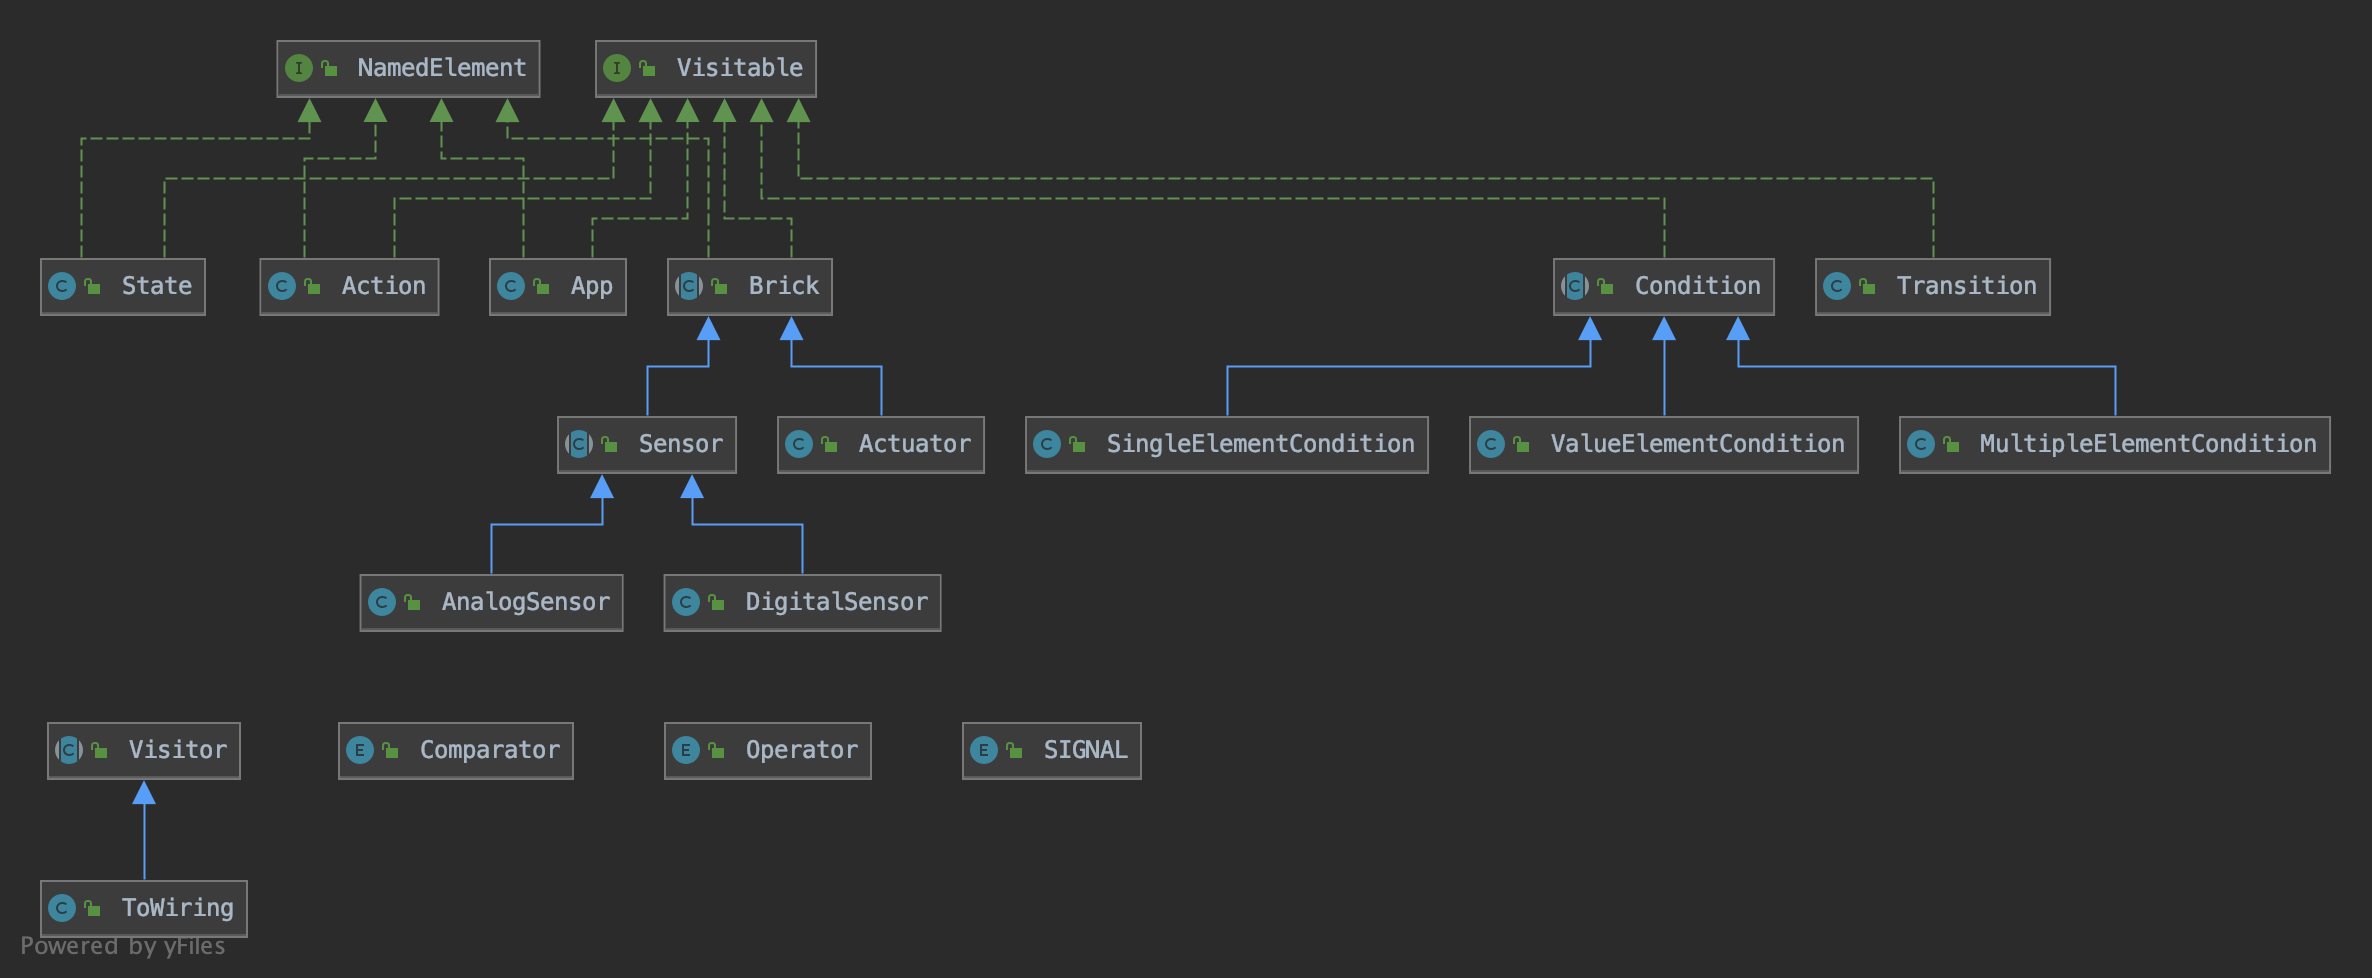 NamedElement
Visitable
State
Action
App
Brick
Condition
Transition
Sensor
Actuator
SingleElementCondition
ValueElementCondition
MultipleElementCondition
AnalogSensor
DigitalSensor
Visitor
Comparator
Operator
SIGNAL
ToWiring
Powered by yFiles